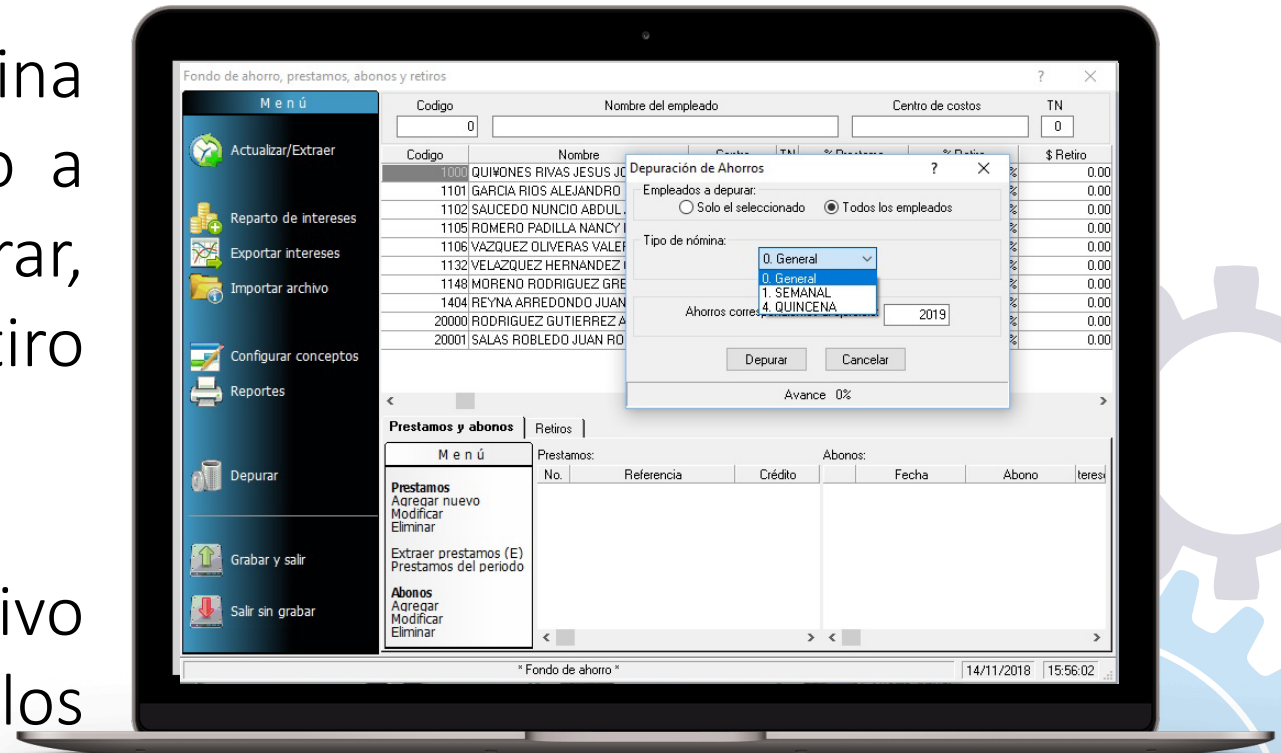 ina
o a
rar,
tiro
ivo
los
Fondo de ahorro, prestamos, abonos y retiros
? X
Menú
Actualizar/Extraer
Reparto de intereses
Exportar intereses
Importar archivo
Configurar conceptos
Reportes
Depurar
Grabar y salir
Salir sin grabar
Codigo Nombre del empleado Centro de costos TN
0 0
Codigo Nombre $ Retiro
1000 QUI¥ONES RIVAS JESUS % 0.00
1101 GARCIA RIOS ALEJANDRO % 0.00
1102 SAUCEDO NUNCIO ABDUL % 0.00
1105 ROMERO PADILLA NANCY % 0.00
1106 VAZQUEZ OLIVERAS % 0.00
1132 VELAZQUEZ HERNANDEZ % 0.00
1148 MORENO RODRIGUEZ GRE % 0.00
1404 REYNA ARREDONDO JUAN % 0.00
20000 RODRIGUEZ GUTIERREZ A % 0.00
20001 SALAS ROBLEDO JUAN RO % 0.00
Depuración de Ahorros ? X
Empleados a depurar:
Solo el seleccionado Todos los empleados
Tipo de nómina:
0. General
0. General
1. SEMANAL
4. QUINCENA
Ahorros 2019
Depurar Cancelar
Avance 0%
Prestamos y abonos Retiros
Menú
Prestamos
Agregar nuevo
Modificar
Eliminar
Extraer prestamos (E)
Prestamos del periodo
Abonos
Agregar
Modificar
Eliminar
Prestamos:
No. Referencia Crédito
Abonos:
Fecha Abono teres
* Fondo de ahorro * 14/11/2018 15:56:02